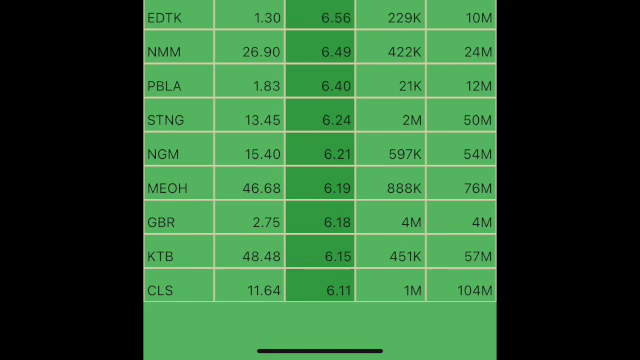 EDTK 1.30 6.56 229K 10M
NMM 26.90 6.49 422K 24M
PBLA 1.83 6.40 21K 12M
STNG 13.45 6.24 2M 50M
NGM 15.40 6.21 597K 54M
MEOH 46.68 6.19 888K 76M
GBR 2.75 6.18 4M 4M
KTB 48.48 6.15 451K 57M
CLS 11.64 6.11 1M 104M